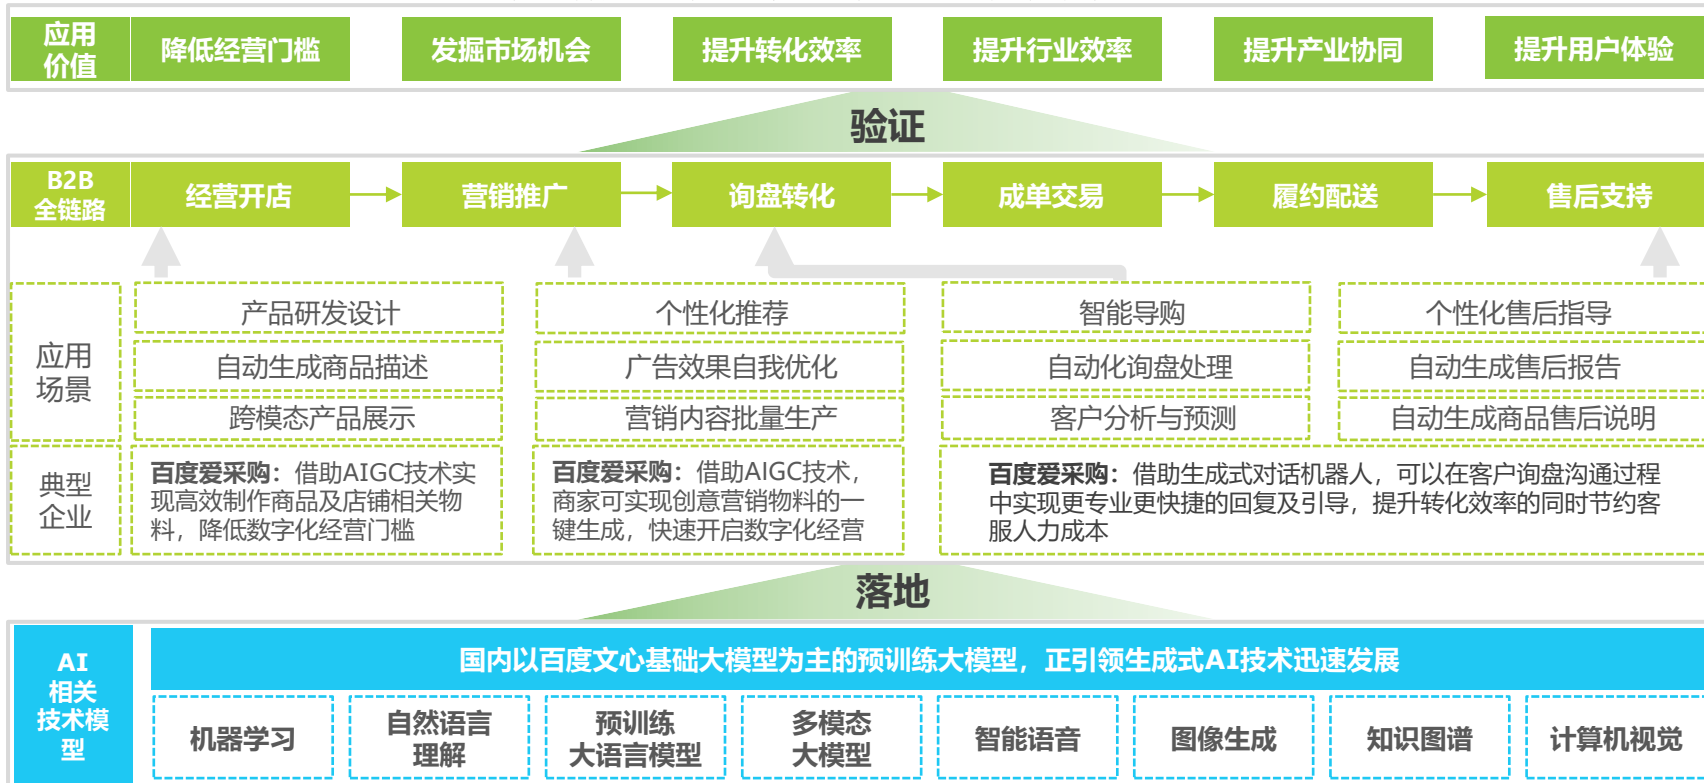 应用
价值
降低经营门槛
发掘市场机会
提升转化效率
提升行业效率
提升产业协同
提升用户体验
验证
B2B
全链路
经营开店
营销推广
询盘转化
成单交易
履约配送
售后支持
应用
场景
产品研发设计
个性化推荐
智能导购
个性化售后指导
自动生成商品描述
广告效果自我优化
自动化询盘处理
自动生成售后报告
跨模态产品展示
营销内容批量生产
客户分析与预测
自动生成商品售后说明
典型
企业
百度爱采购：借助AIGC技术实
现高效制作商品及店铺相关物
料，降低数字化经营门槛
百度爱采购：借助AIGC技术，
商家可实现创意营销物料的一
键生成，快速开启数字化经营
百度爱采购：借助生成式对话机器人，可以在客户询盘沟通过程
中实现更专业更快捷的回复及引导，提升转化效率的同时节约客
服人力成本
落地
AI
相关
技术模
型
国内以百度文心基础大模型为主的预训练大模型，正引领生成式AI技术迅速发展
机器学习
自然语言
理解
预训练
大语言模型
多模态
大模型
智能语音
图像生成
知识图谱
计算机视觉